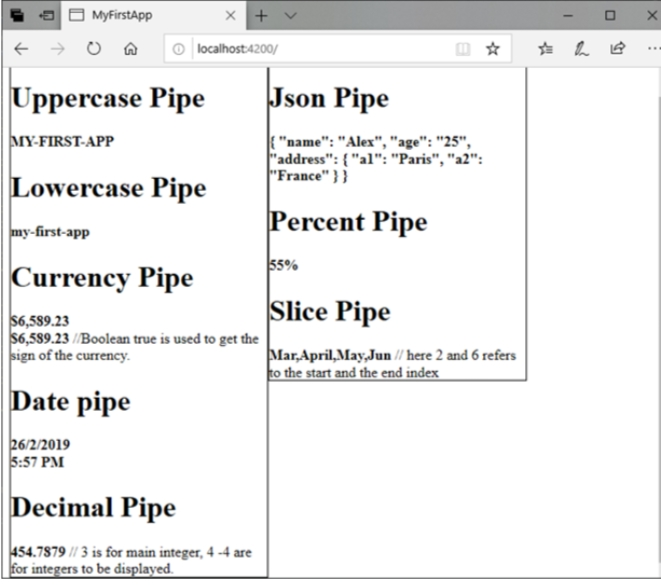 MyFirstApp
localhost:4200/
Uppercase Pipe
MY-FIRST-APP
Lowercase Pipe
my-first-app
Currency Pipe
$6,589.23
$6,589.23 //Boolean true is used to get the
sign of the currency.
Date pipe
26/2/2019
5:57 PM
Decimal Pipe
454.7879 // 3 is for main integer, 4 -4 are
for integers to be displayed.
Json Pipe
{ "name": "Alex", "age": "25",
"address": { "a1": "Paris", "a2":
"France" } }
Percent Pipe
55%
Slice Pipe
Mar,April,May,Jun // here 2 and 6 refers
to the start and the end index